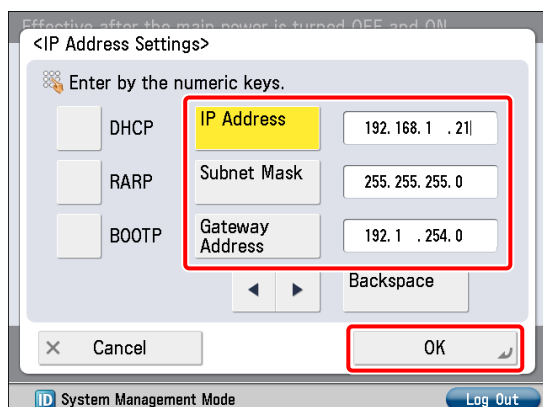 Effective after the main power is turned OFF and ON
<IP Address Settings>
Enter by the numeric keys.
DHCP IP Address 192. 168. 1 . 21
RARP Subnet Mask 255. 255. 255. 0
BOOTP Gateway Address 192. 1 . 254. 0
◀ ▶ Backspace
× Cancel OK
ID System Management Mode Log Out